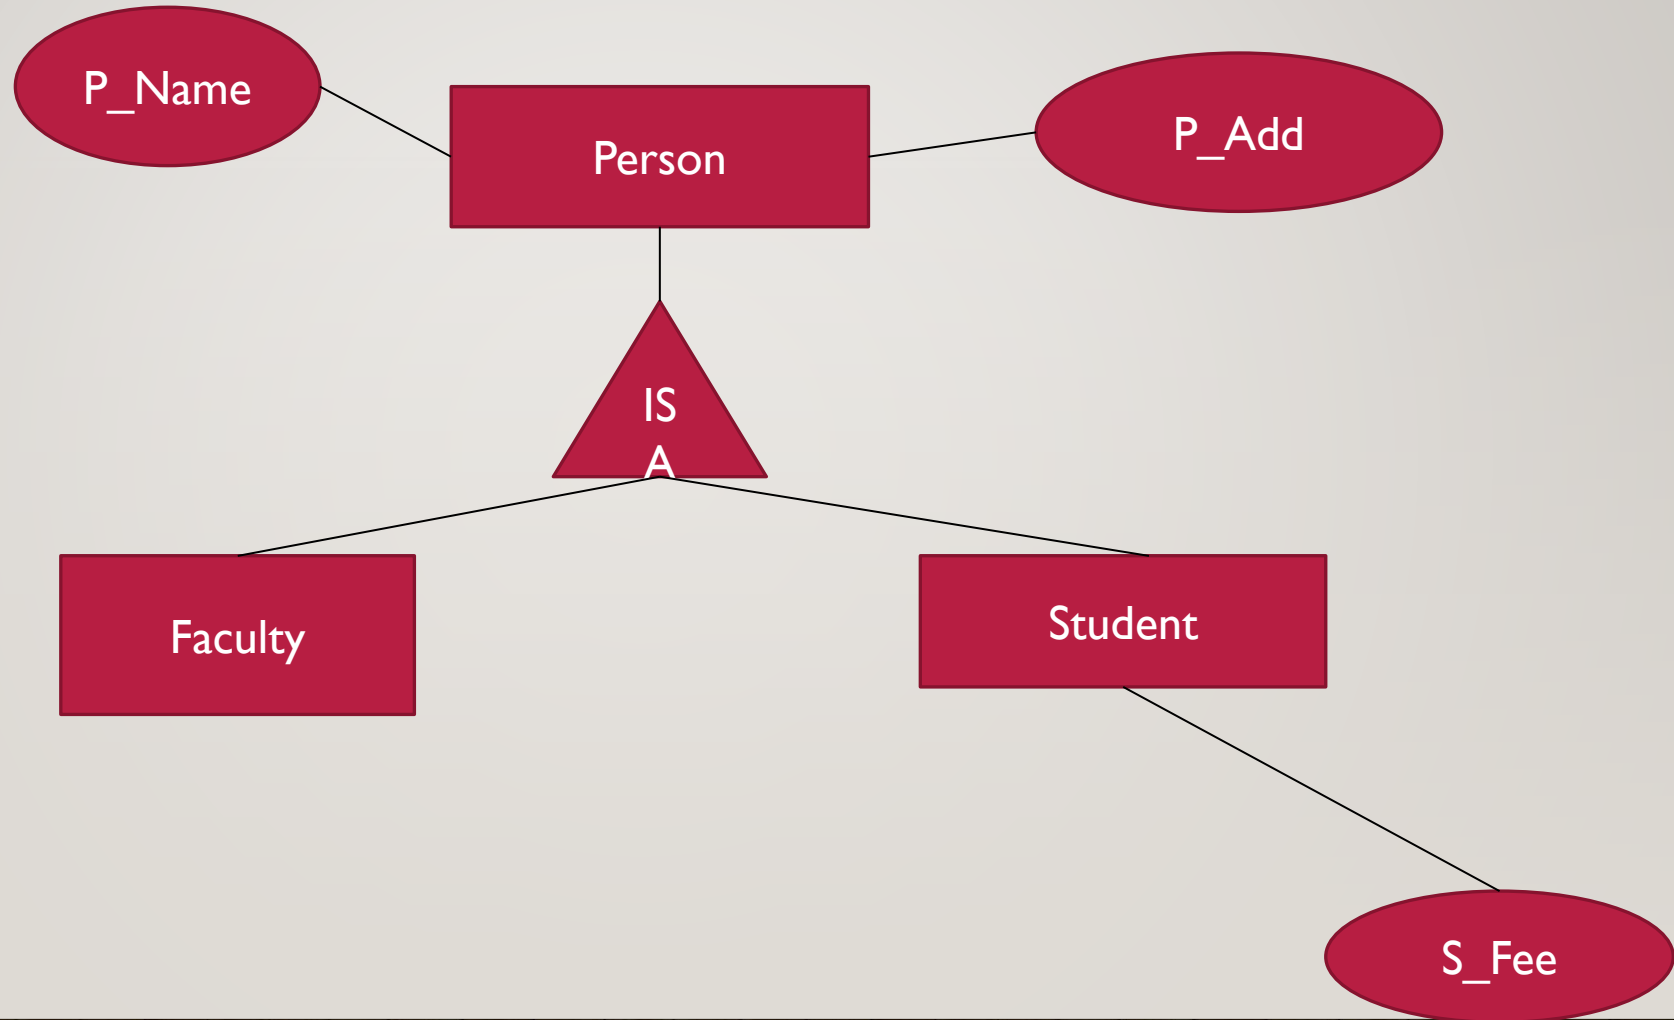 P_Name
Person
P_Add
IS
A
Faculty
Student
S_Fee